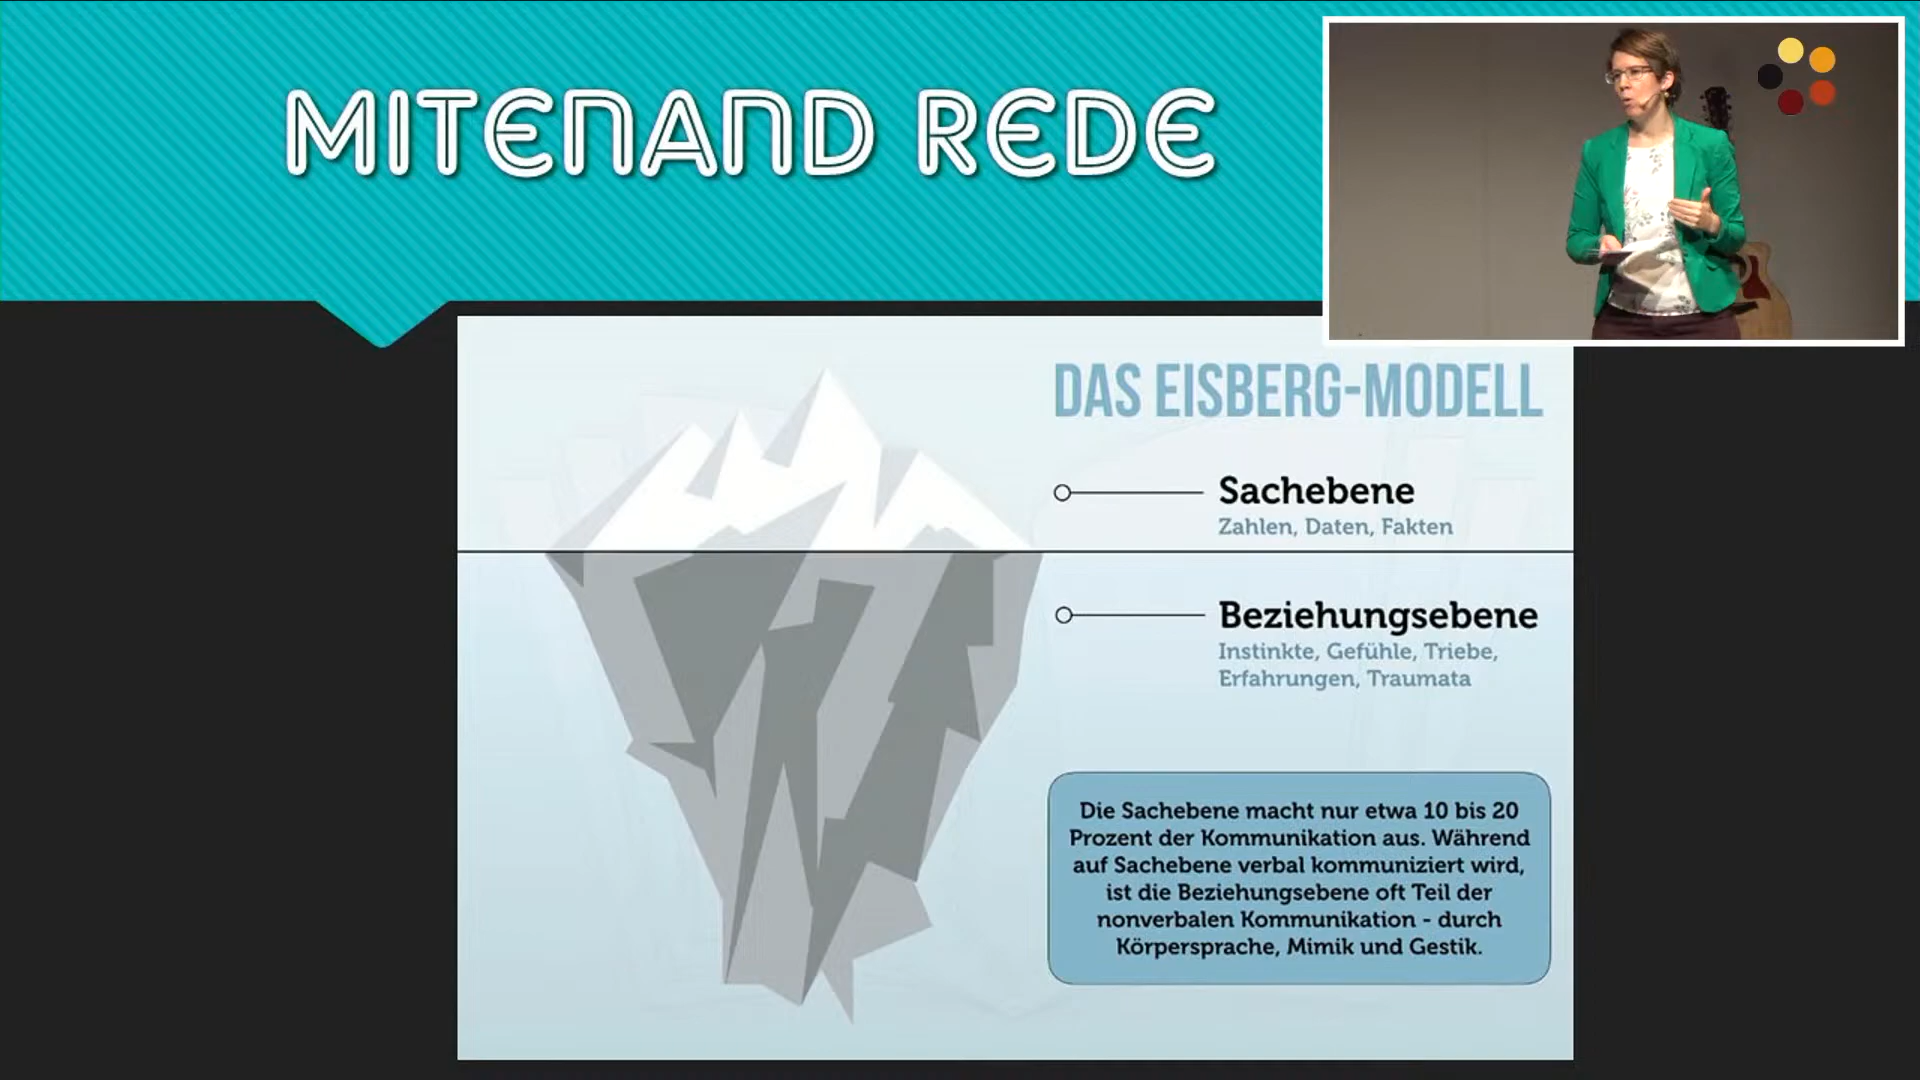 MITENAND REDE
DAS EISBERG-MODELL
Sachebene
Zahlen, Daten, Fakten
Beziehungsebene
Instinkte, Gefühle, Triebe,
Erfahrungen, Traumata
Die Sachebene macht nur etwa 10 bis 20
Prozent der Kommunikation aus. Während
auf Sachebene verbal kommuniziert wird,
ist die Beziehungsebene oft Teil der
nonverbalen Kommunikation - durch
Körpersprache, Mimik und Gestik.